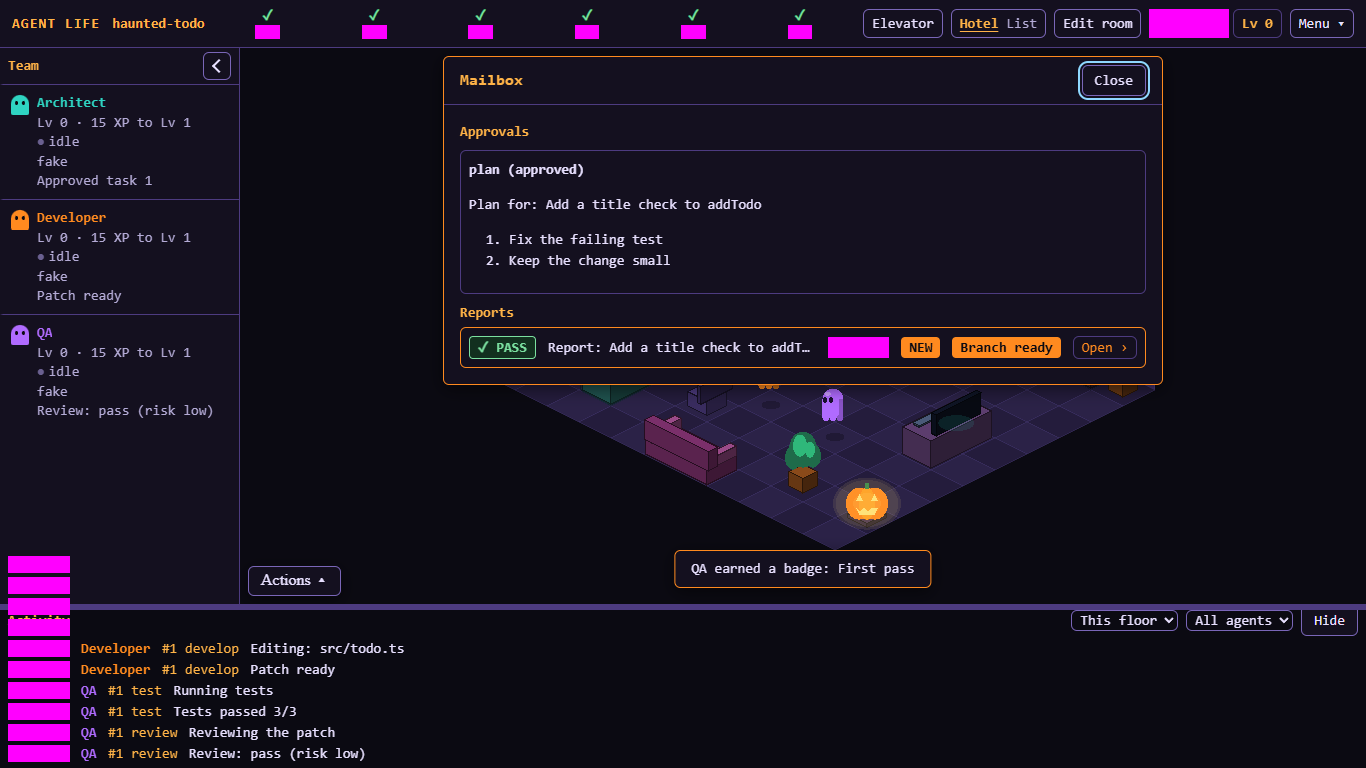 AGENT LIFE haunted-todo ✓ ✓ ✓ ✓ ✓ ✓ Elevator Hotel List Edit room Lv 0 Menu ▾
Team
Architect
Lv 0 · 15 XP to Lv 1
idle
fake
Approved task 1
Developer
Lv 0 · 15 XP to Lv 1
idle
fake
Patch ready
QA
Lv 0 · 15 XP to Lv 1
idle
fake
Review: pass (risk low)
Mailbox Close
Approvals
plan (approved)
Plan for: Add a title check to addTodo
1. Fix the failing test
2. Keep the change small
Reports
✓ PASS Report: Add a title check to addT… NEW Branch ready Open ›
QA earned a badge: First pass
Actions ▴
This floor All agents Hide
Developer #1 develop Editing: src/todo.ts
Developer #1 develop Patch ready
QA #1 test Running tests
QA #1 test Tests passed 3/3
QA #1 review Reviewing the patch
QA #1 review Review: pass (risk low)